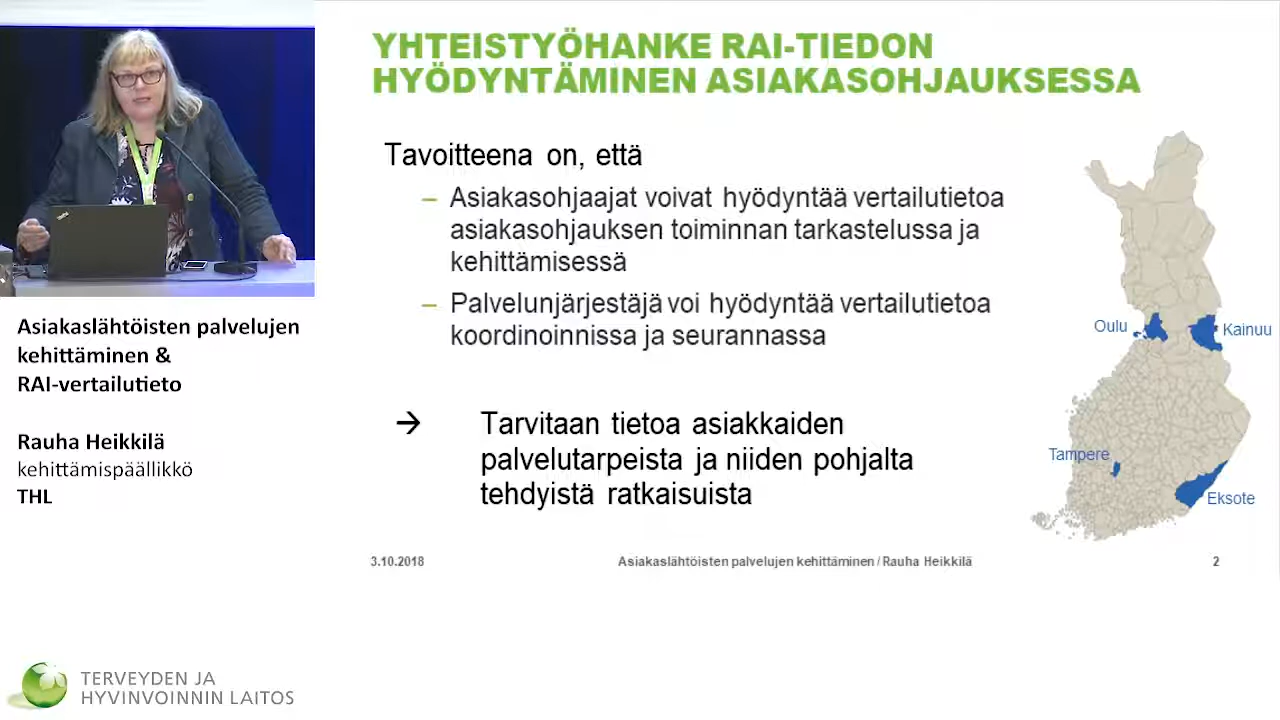 YHTEISTYÖHANKE RAI-TIEDON
HYÖDYNTÄMINEN ASIAKASOHJAUKSESSA
Tavoitteena on, että
– Asiakasohjaajat voivat hyödyntää vertailutietoa
asiakasohjauksen toiminnan tarkastelussa ja
kehittämisessä
– Palvelunjärjestäjä voi hyödyntää vertailutietoa
koordinoinnissa ja seurannassa
→ Tarvitaan tietoa asiakkaiden
palvelutarpeista ja niiden pohjalta
tehdyistä ratkaisuista
Oulu
Kainuu
Tampere
Eksote
3.10.2018
Asiakaslähtöisten palvelujen kehittäminen / Rauha Heikkilä
2
Asiakaslähtöisten palvelujen
kehittäminen &
RAI-vertailutieto
Rauha Heikkilä
kehittämispäällikkö
THL
TERVEYDEN JA
HYVINVOINNIN LAITOS